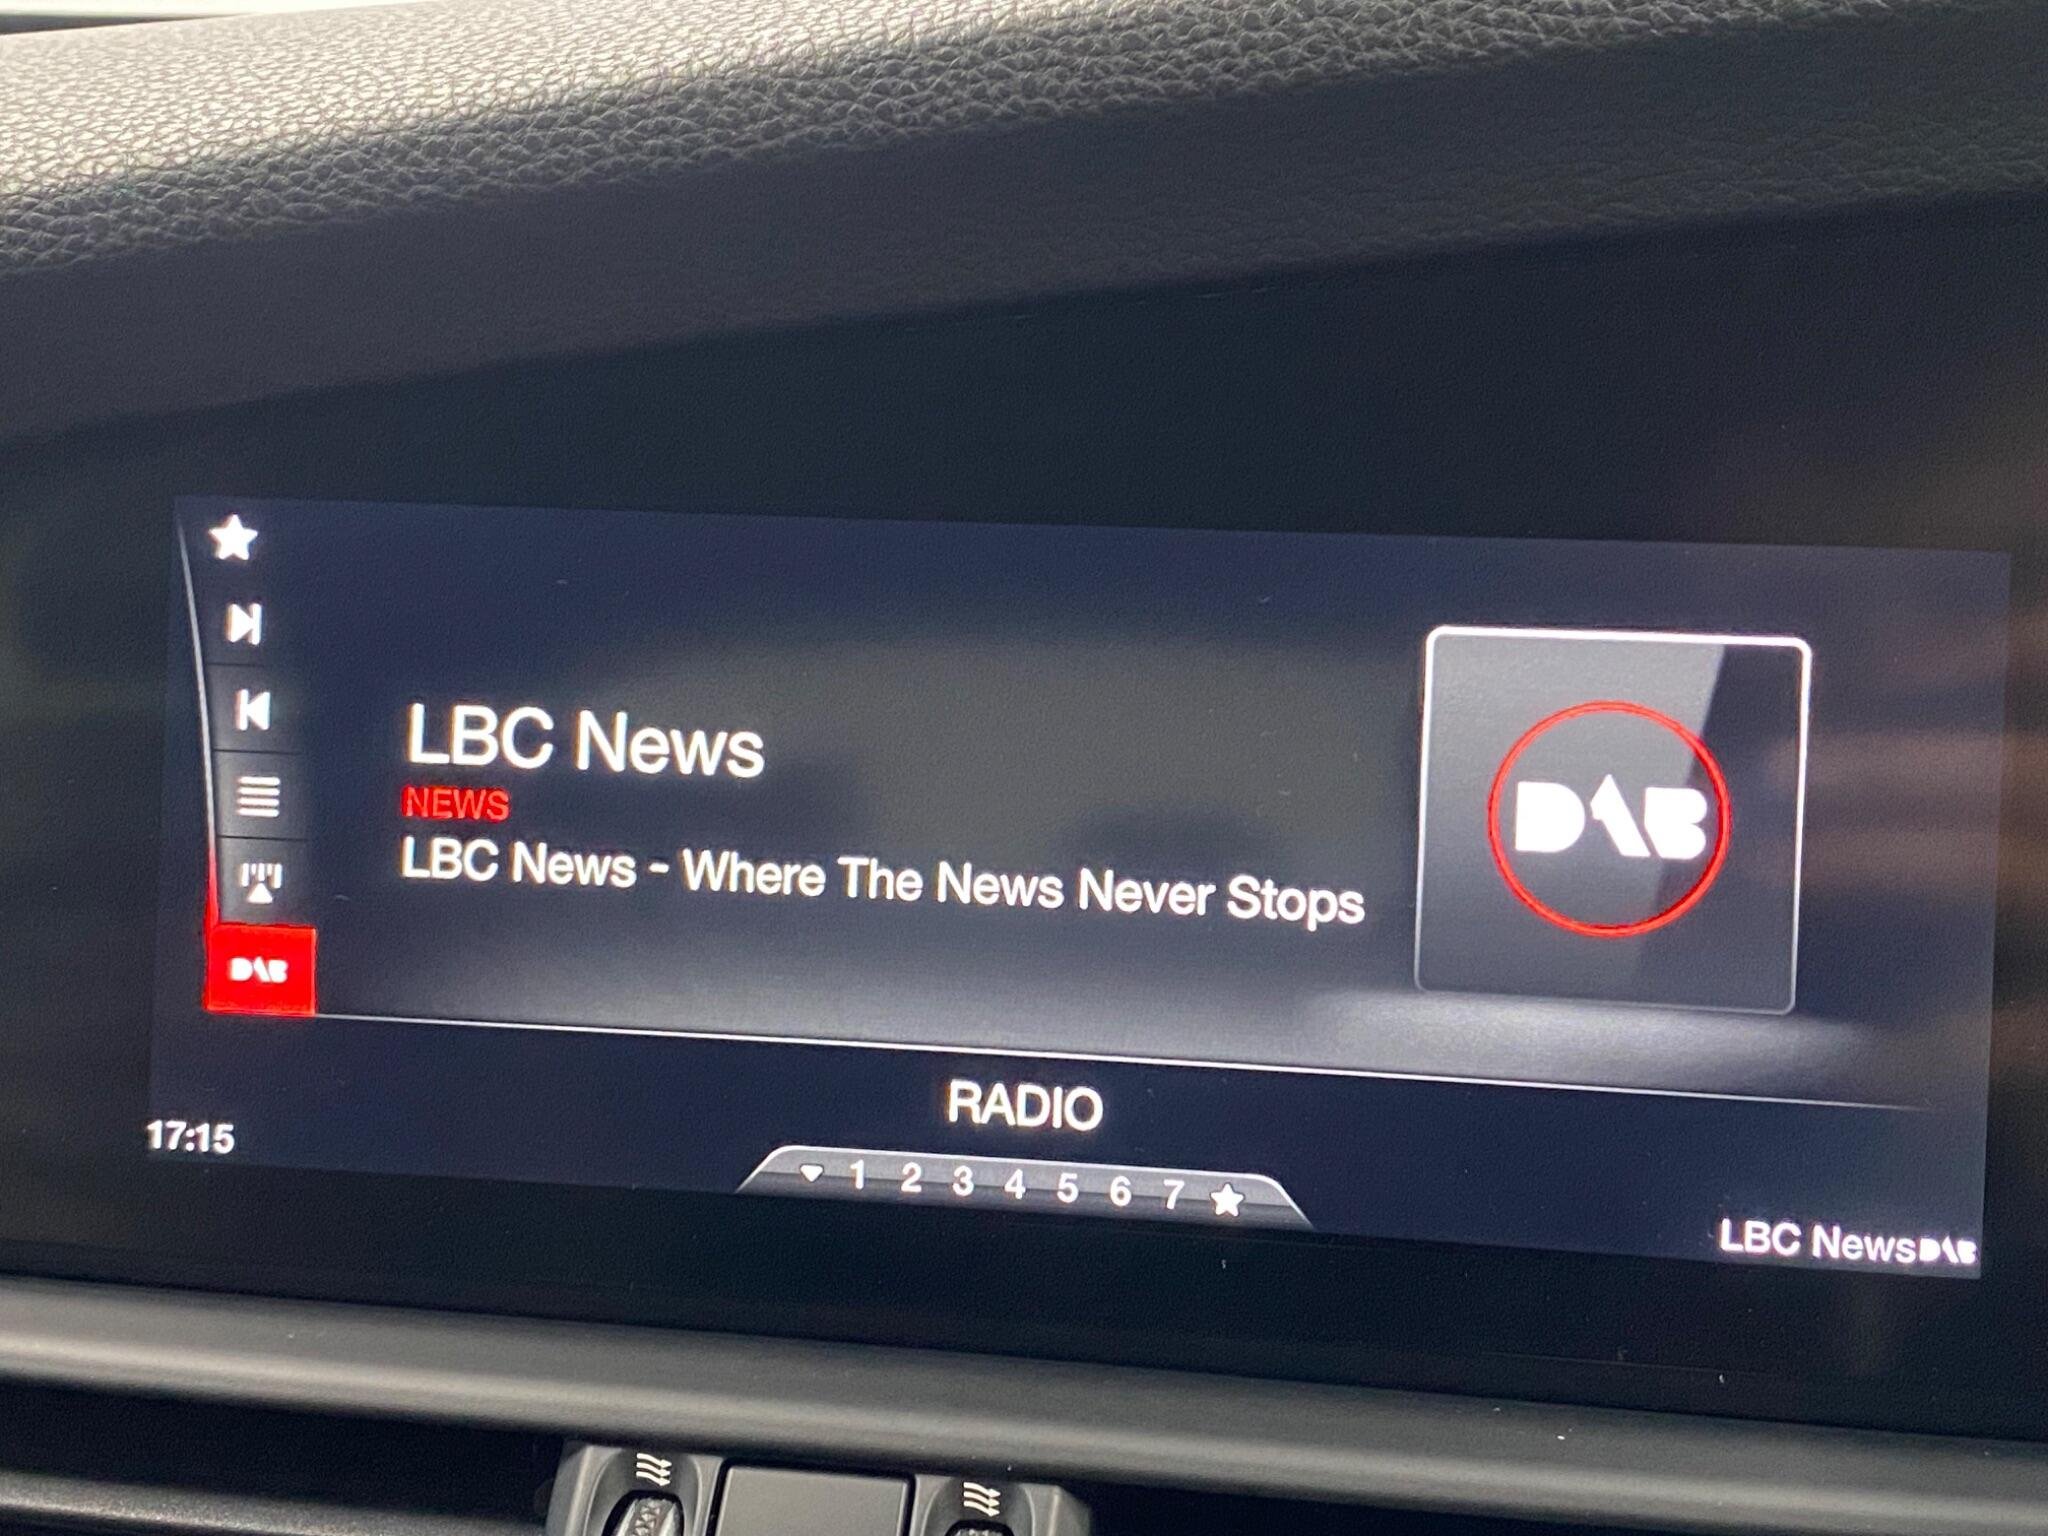 LBC News
NEWS
LBC News - Where The News Never Stops
DAB
DAB
RADIO
17:15
1 2 3 4 5 6 7
LBC News DAB